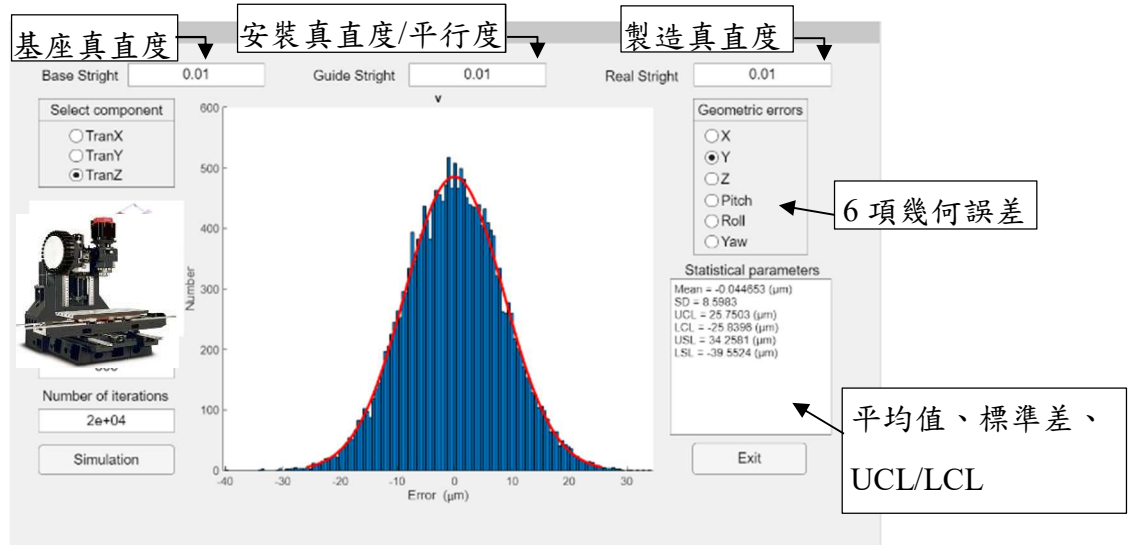 基座真直度
安裝真直度/平行度
製造真直度
Base Stright
0.01
Guide Stright
0.01
Real Stright
0.01
Select component
TranX
TranY
TranZ
v
600
500
400
300
200
100
0
Number
-40
-30
-20
-10
0
10
20
30
Error (μm)
Geometric errors
X
Y
Z
Pitch
Roll
Yaw
6 項幾何誤差
Statistical parameters
Mean = -0.044653 (μm)
SD = 8.5983
UCL = 25.7503 (μm)
LCL = -25.8396 (μm)
USL = 34.2581 (μm)
LSL = -39.5524 (μm)
平均值、標準差、
UCL/LCL
Number of iterations
2e+04
Simulation
Exit